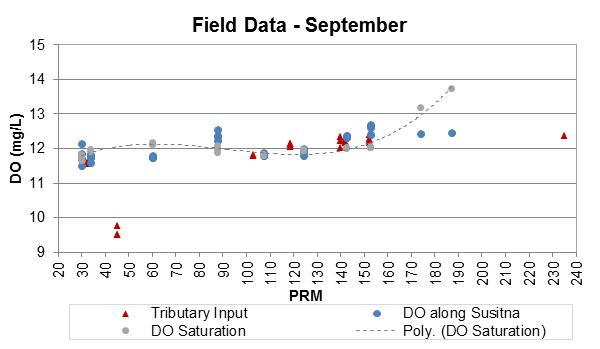 Field Data - September
15
14
13
12
11
10
9
DO (mg/L)
20 30 40 50 60 70 80 90 100 110 120 130 140 150 160 170 180 190 200 210 220 230 240
PRM
Tributary Input DO along Susitna
DO Saturation Poly. (DO Saturation)